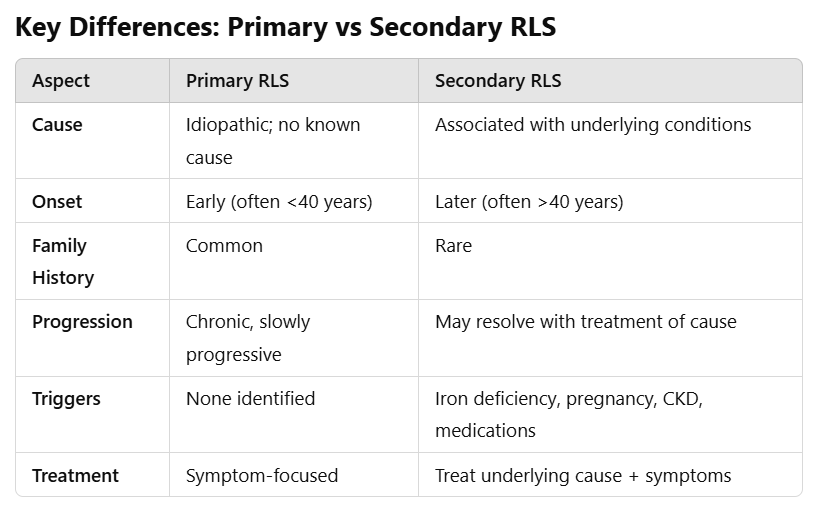 Key Differences: Primary vs Secondary RLS
Aspect Primary RLS Secondary RLS
Cause Idiopathic; no known Associated with underlying conditions
cause
Onset Early (often <40 years) Later (often >40 years)
Family Common Rare
History
Progression Chronic, slowly May resolve with treatment of cause
progressive
Triggers None identified Iron deficiency, pregnancy, CKD,
medications
Treatment Symptom-focused Treat underlying cause + symptoms